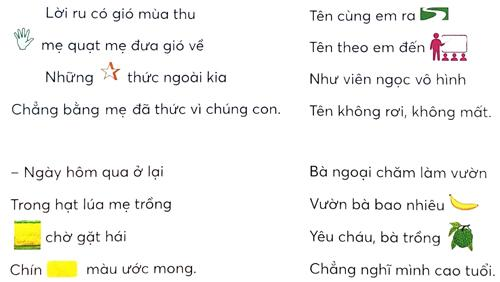 Lời ru có gió mùa thu
mẹ quạt mẹ đưa gió về
Những thức ngoài kia
Chẳng bằng mẹ đã thức vì chúng con.
Tên cùng em ra
Tên theo em đến
Như viên ngọc vô hình
Tên không rơi, không mất.
– Ngày hôm qua ở lại
Trong hạt lúa mẹ trồng
chờ gặt hái
Chín màu ước mong.
Bà ngoại chăm làm vườn
Vườn bà bao nhiêu
Yêu cháu, bà trồng
Chẳng nghĩ mình cao tuổi.